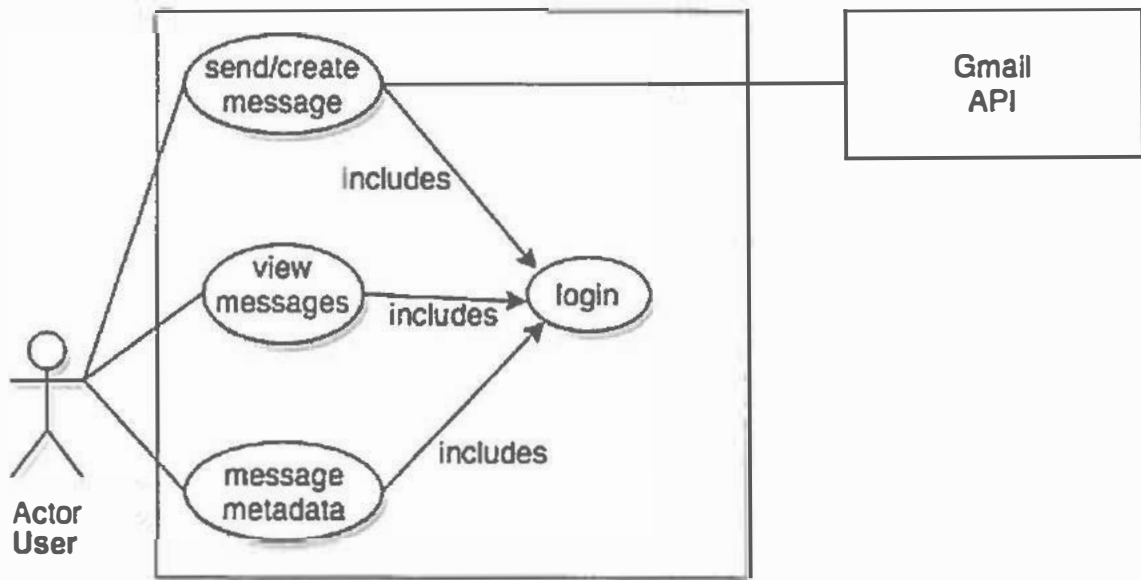 send/create
message
Gmail
API
includes
view
messages
includes
login
includes
message
metadata
Actor
User